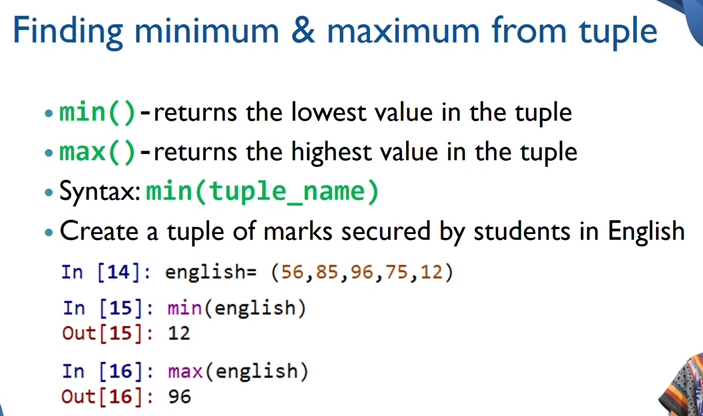 Finding minimum & maximum from tuple
• min()-returns the lowest value in the tuple
• max()-returns the highest value in the tuple
• Syntax: min(tuple_name)
• Create a tuple of marks secured by students in English
In [14]: english= (56,85,96,75,12)
In [15]: min(english)
Out[15]: 12
In [16]: max(english)
Out[16]: 96